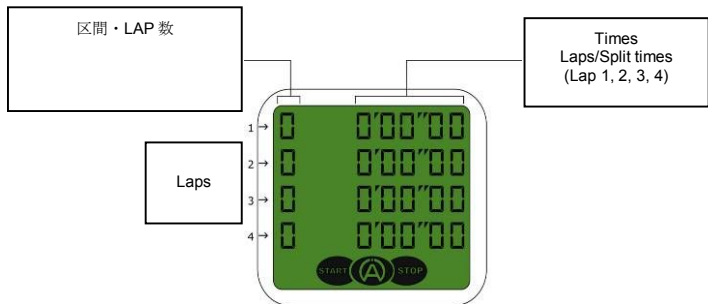 区間・LAP 数
Times
Laps/Split times
(Lap 1, 2, 3, 4)
Laps
1→ 0 0'00"00
2→ 0 0'00"00
3→ 0 0'00"00
4→ 0 0'00"00
START A STOP